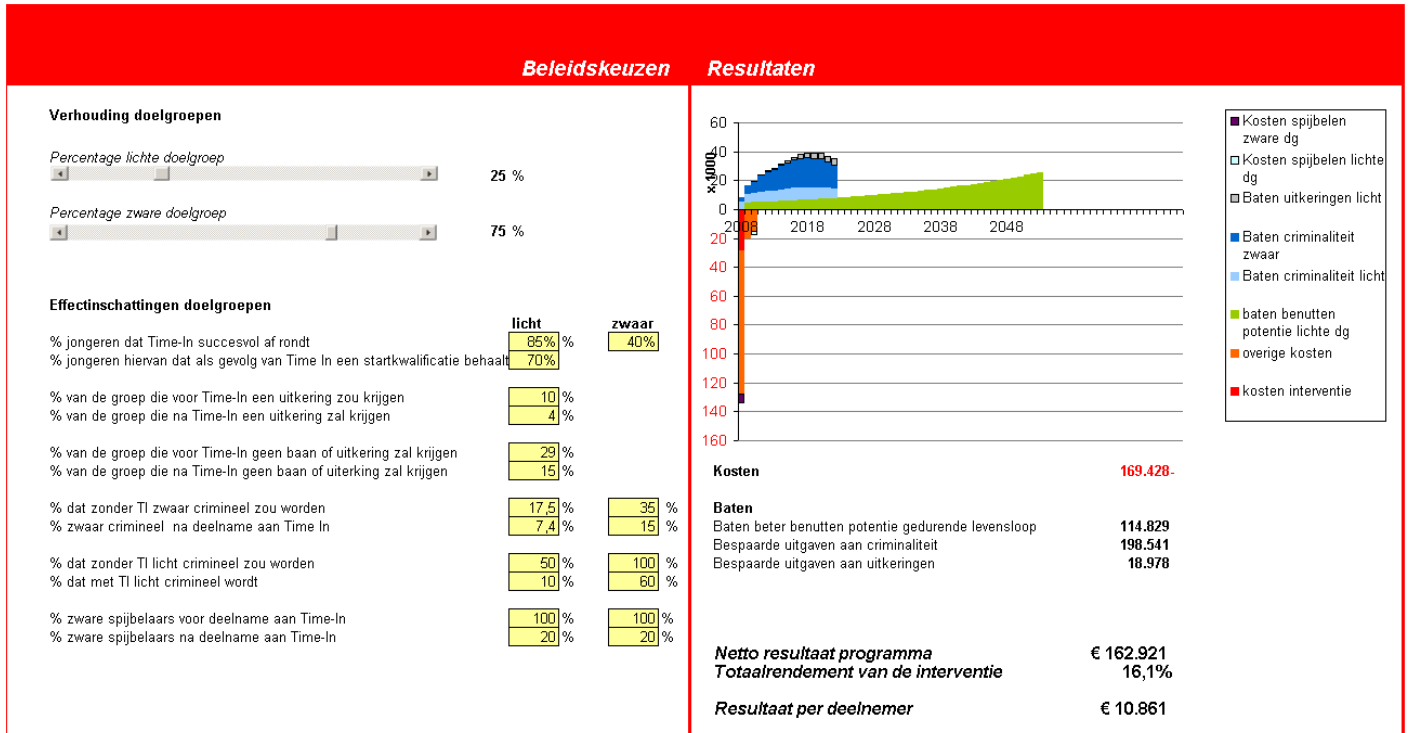 Beleidskeuzen
Verhouding doelgroepen
Percentage lichte doelgroep
25 %
Percentage zware doelgroep
75 %
Effectinschattingen doelgroepen
licht zwaar
% jongeren dat Time-In succesvol af rondt 85% % 40%
% jongeren hiervan dat als gevolg van Time In een startkwalificatie behaalt 70%
% van de groep die voor Time-In een uitkering zou krijgen 10 %
% van de groep die na Time-In een uitkering zal krijgen 4 %
% van de groep die voor Time-In geen baan of uitkering zal krijgen 29 %
% van de groep die na Time-In geen baan of uiterking zal krijgen 15 %
% dat zonder TI zwaar crimineel zou worden 17,5 % 35 %
% zwaar crimineel na deelname aan Time In 7,4 % 15 %
% dat zonder TI licht crimineel zou worden 50 % 100 %
% dat met TI licht crimineel wordt 10 % 60 %
% zware spijbelaars voor deelname aan Time-In 100 % 100 %
% zware spijbelaars na deelname aan Time-In 20 % 20 %
Resultaten
x 1000
60
40
20
0
20
40
60
80
100
120
140
160
2008 2018 2028 2038 2048
Kosten spijbelen
zware dg
Kosten spijbelen lichte
dg
Baten uitkeringen licht
Baten criminaliteit
zwaar
Baten criminaliteit licht
baten benutten
potentie lichte dg
overige kosten
kosten interventie
Kosten 169.428-
Baten
Baten beter benutten potentie gedurende levensloop 114.829
Bespaarde uitgaven aan criminaliteit 198.541
Bespaarde uitgaven aan uitkeringen 18.978
Netto resultaat programma € 162.921
Totaalrendement van de interventie 16,1%
Resultaat per deelnemer € 10.861